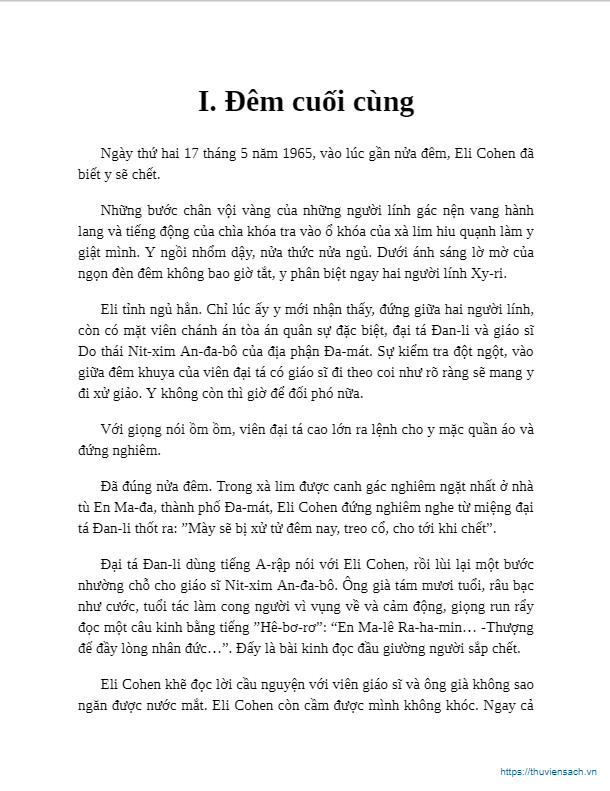 I. Đêm cuối cùng
Ngày thứ hai 17 tháng 5 năm 1965, vào lúc gần nửa đêm, Eli Cohen đã
biết y sẽ chết.
Những bước chân vội vàng của những người lính gác nện vang hành
lang và tiếng động của chìa khóa tra vào ổ khóa của xà lim hiu quạnh làm y
giật mình. Y ngồi nhổm dậy, nửa thức nửa ngủ. Dưới ánh sáng lờ mờ của
ngọn đèn đêm không bao giờ tắt, y phân biệt ngay hai người lính Xy-ri.
Eli tỉnh ngủ hẳn. Chỉ lúc ấy y mới nhận thấy, đứng giữa hai người lính,
còn có mặt viên chánh án tòa án quân sự đặc biệt, đại tá Đan-li và giáo sĩ
Do thái Nit-xim An-đa-bô của địa phận Đa-mát. Sự kiểm tra đột ngột, vào
giữa đêm khuya của viên đại tá có giáo sĩ đi theo coi như rõ ràng sẽ mang y
đi xử giảo. Y không còn thì giờ để đối phó nữa.
Với giọng nói ồm ồm, viên đại tá cao lớn ra lệnh cho y mặc quần áo và
đứng nghiêm.
Đã đúng nửa đêm. Trong xà lim được canh gác nghiêm ngặt nhất ở nhà
tù En Ma-đa, thành phố Đa-mát, Eli Cohen đứng nghiêm nghe từ miệng đại
tá Đan-li thốt ra: ”Mày sẽ bị xử tử đêm nay, treo cổ, cho tới khi chết”.
Đại tá Đan-li dùng tiếng A-rập nói với Eli Cohen, rồi lùi lại một bước
nhường chỗ cho giáo sĩ Nit-xim An-đa-bô. Ông già tám mươi tuổi, râu bạc
như cước, tuổi tác làm cong người vì vụng về và cảm động, giọng run rẩy
đọc một câu kinh bằng tiếng ”Hê-bơ-rơ”: “En Ma-lê Ra-ha-min… -Thượng
đế đầy lòng nhân đức…”. Đấy là bài kinh đọc đầu giường người sắp chết.
Eli Cohen khẽ đọc lời cầu nguyện với viên giáo sĩ và ông già không sao
ngăn được nước mắt. Eli Cohen còn cầm được mình không khóc. Ngay cả
https://thuviensach.vn